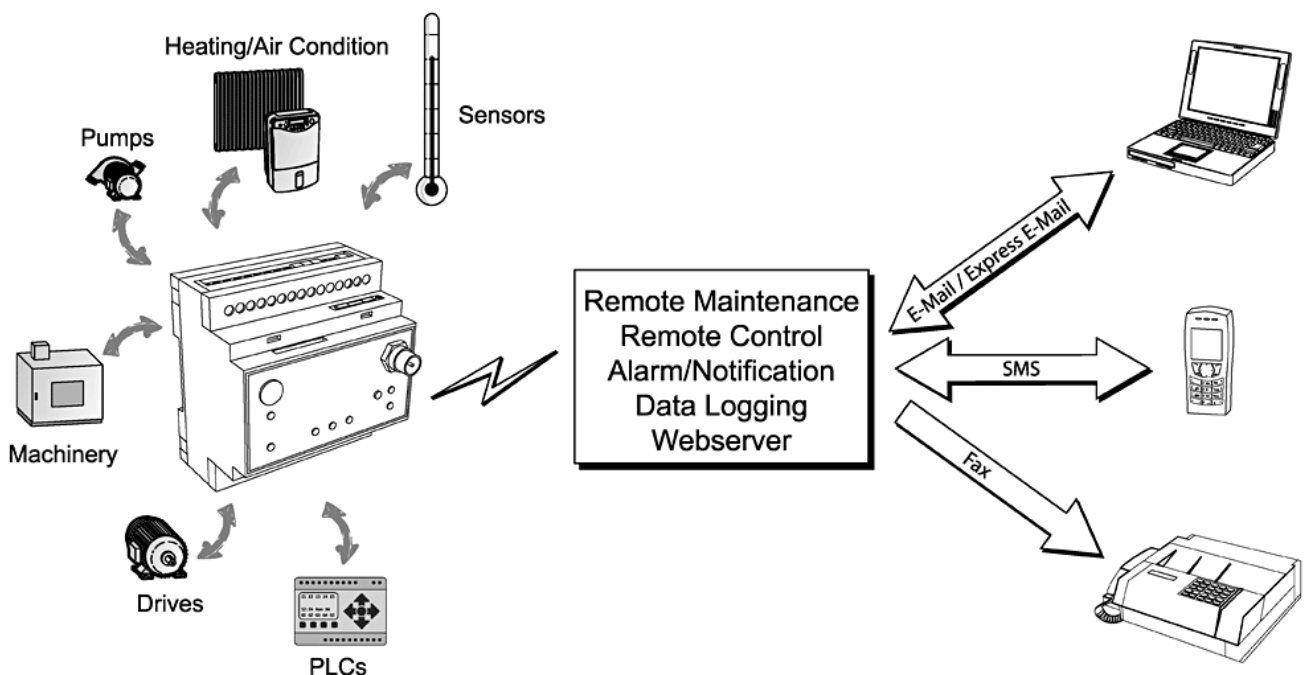 Heating/Air Condition
Sensors
Pumps
Machinery
Drives
PLCs
Remote Maintenance
Remote Control
Alarm/Notification
Data Logging
Webserver
E-Mail / Express E-Mail
SMS
Fax